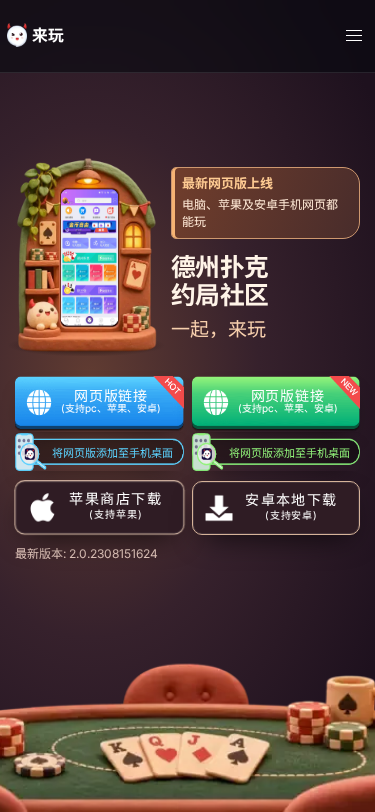 来玩
最新网页版上线
电脑、苹果及安卓手机网页都
能玩
德州扑克
约局社区
一起，来玩
网页版链接
(支持pc、苹果、安卓)
HOT
网页版链接
(支持pc、苹果、安卓)
NEW
将网页版添加至手机桌面
将网页版添加至手机桌面
苹果商店下载
(支持苹果)
安卓本地下载
(支持安卓)
最新版本: 2.0.2308151624
K
Q
J
A